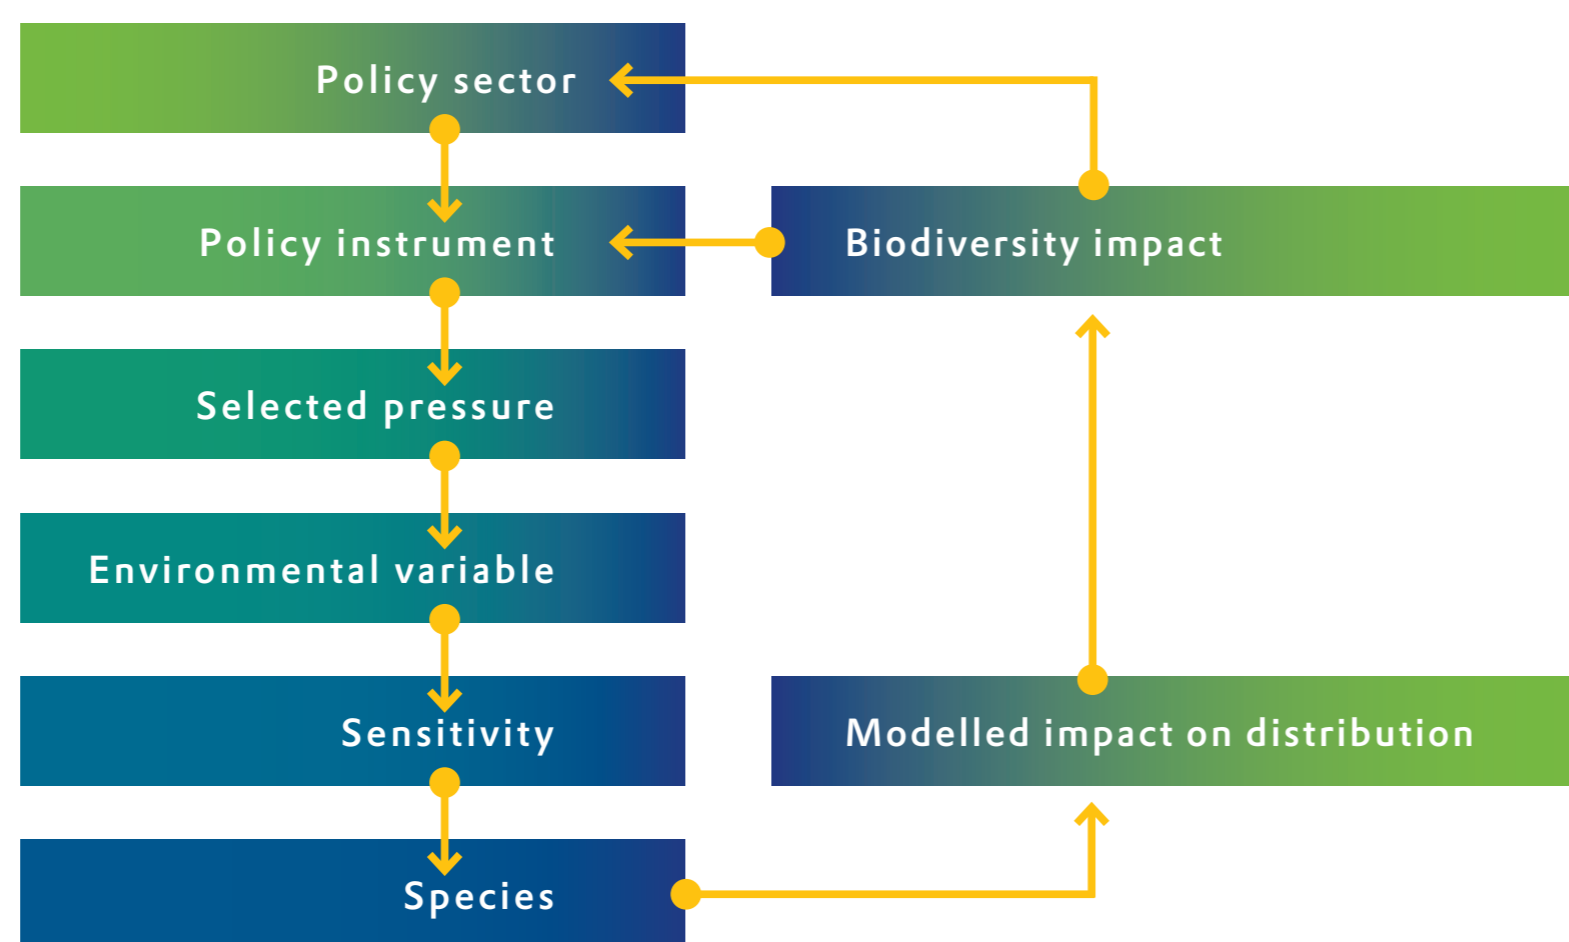 Policy sector
Policy instrument
Biodiversity impact
Selected pressure
Environmental variable
Sensitivity
Modelled impact on distribution
Species